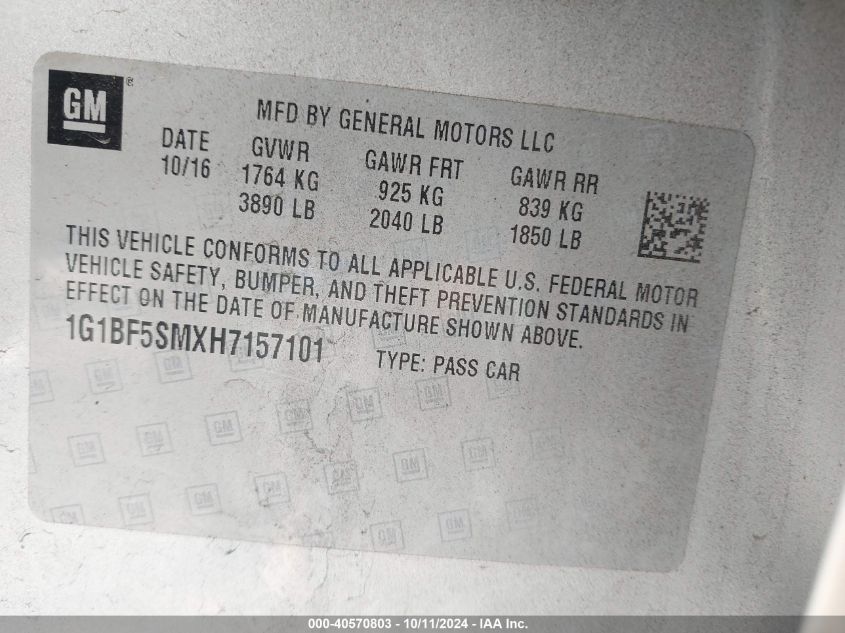 GM®
MFD BY GENERAL MOTORS LLC
DATE GVWR GAWR FRT GAWR RR
10/16 1764 KG 925 KG 839 KG
3890 LB 2040 LB 1850 LB
THIS VEHICLE CONFORMS TO ALL APPLICABLE U.S. FEDERAL MOTOR
VEHICLE SAFETY, BUMPER, AND THEFT PREVENTION STANDARDS IN
EFFECT ON THE DATE OF MANUFACTURE SHOWN ABOVE.
1G1BF5SMXH7157101 TYPE: PASS CAR
000-40570803 - 10/11/2024 - IAA Inc.